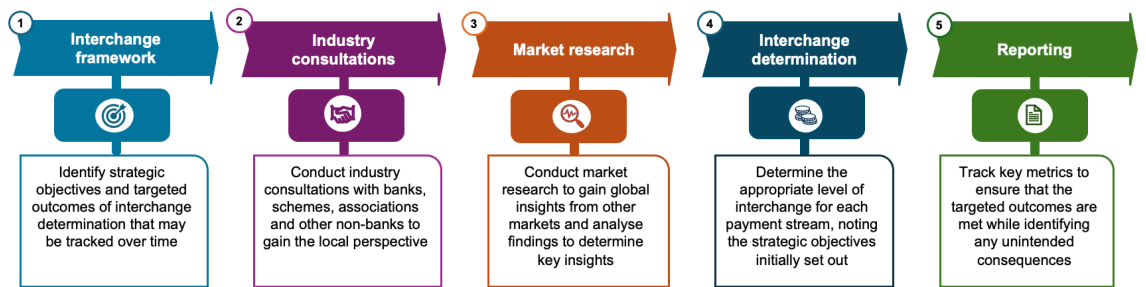 1
Interchange
framework
Identify strategic
objectives and targeted
outcomes of interchange
determination that may
be tracked over time
2
Industry
consultations
Conduct industry
consultations with banks,
schemes, associations
and other non-banks to
gain the local perspective
3
Market research
Conduct market
research to gain global
insights from other
markets and analyse
findings to determine
key insights
4
Interchange
determination
Determine the
appropriate level of
interchange for each
payment stream, noting
the strategic objectives
initially set out
5
Reporting
Track key metrics to
ensure that the
targeted outcomes are
met while identifying
any unintended
consequences